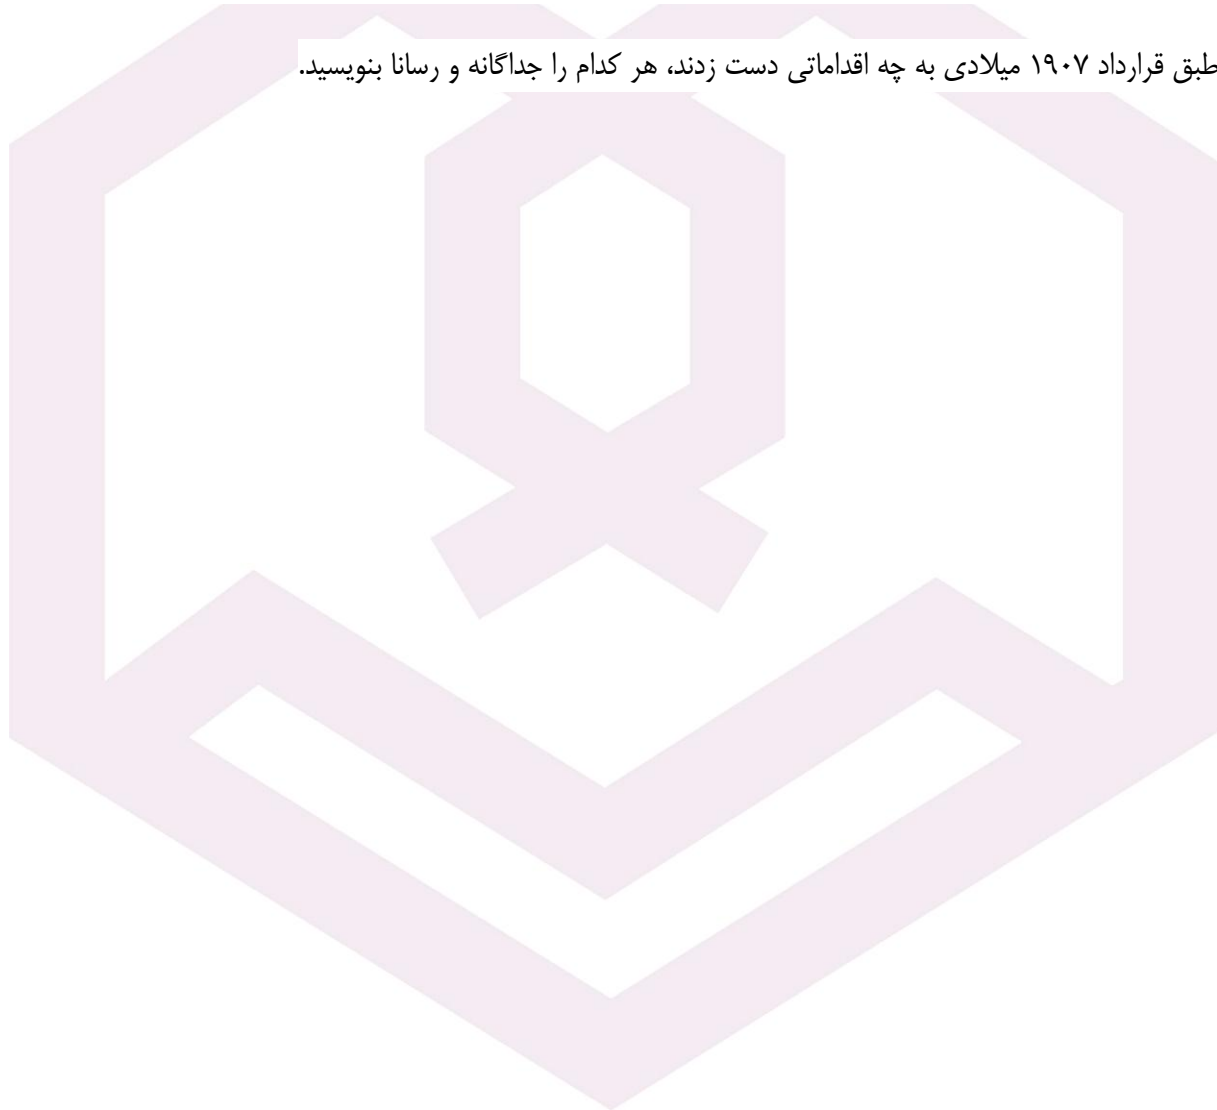 طبق قرارداد ۱۹۰۷ میلادی به چه اقداماتی دست زدند، هر کدام را جداگانه و رسانا بنویسید.